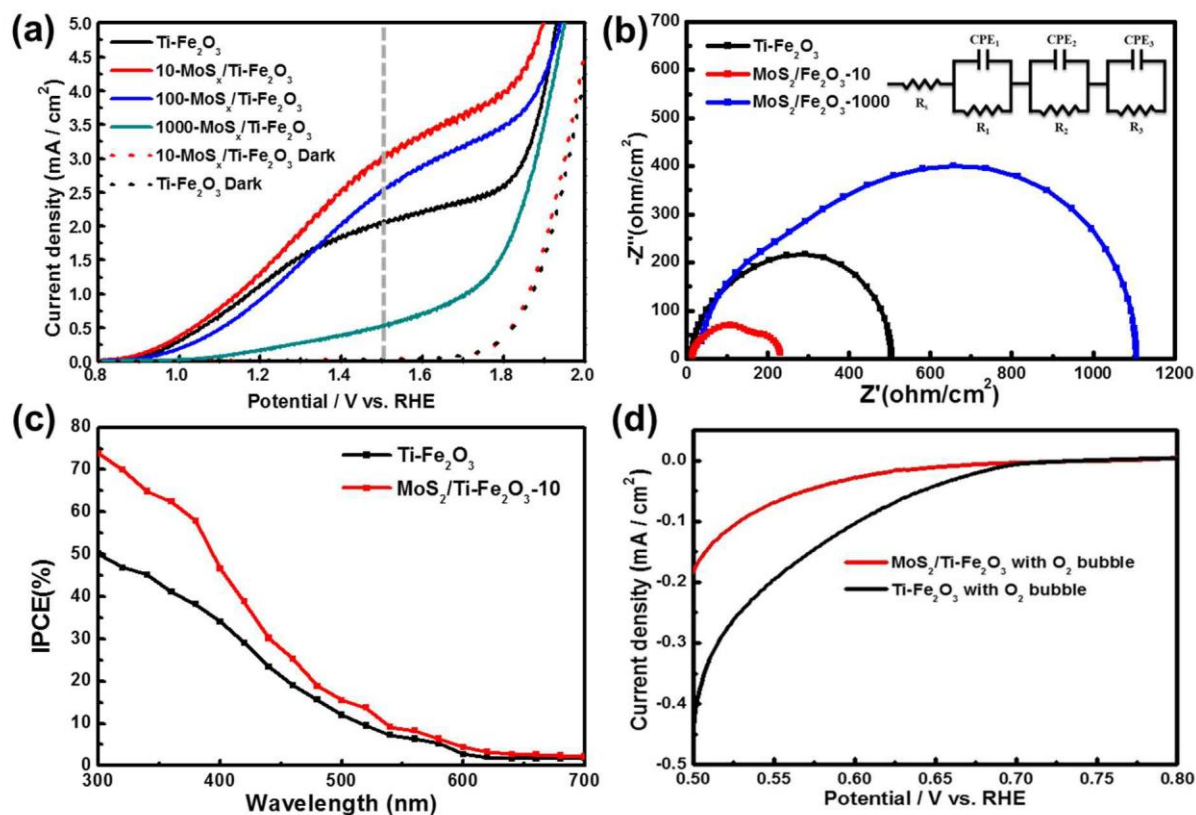 (a)
Current density (mA / cm²)
5.0
4.5
4.0
3.5
3.0
2.5
2.0
1.5
1.0
0.5
0.0
Ti-Fe₂O₃
10-MoSₓ/Ti-Fe₂O₃
100-MoSₓ/Ti-Fe₂O₃
1000-MoSₓ/Ti-Fe₂O₃
10-MoSₓ/Ti-Fe₂O₃ Dark
Ti-Fe₂O₃ Dark
0.8 1.0 1.2 1.4 1.6 1.8 2.0
Potential / V vs. RHE
(b)
-Z''(ohm/cm²)
700
600
500
400
300
200
100
0
Ti-Fe₂O₃
MoS₂/Fe₂O₃-10
MoS₂/Fe₂O₃-1000
CPE₁ CPE₂ CPE₃
Rₛ
R₁ R₂ R₃
0 200 400 600 800 1000 1200
Z'(ohm/cm²)
(c)
IPCE(%)
80
70
60
50
40
30
20
10
0
Ti-Fe₂O₃
MoS₂/Ti-Fe₂O₃-10
300 400 500 600 700
Wavelength (nm)
(d)
Current density (mA / cm²)
0.0
-0.1
-0.2
-0.3
-0.4
-0.5
MoS₂/Ti-Fe₂O₃ with O₂ bubble
Ti-Fe₂O₃ with O₂ bubble
0.50 0.55 0.60 0.65 0.70 0.75 0.80
Potential / V vs. RHE